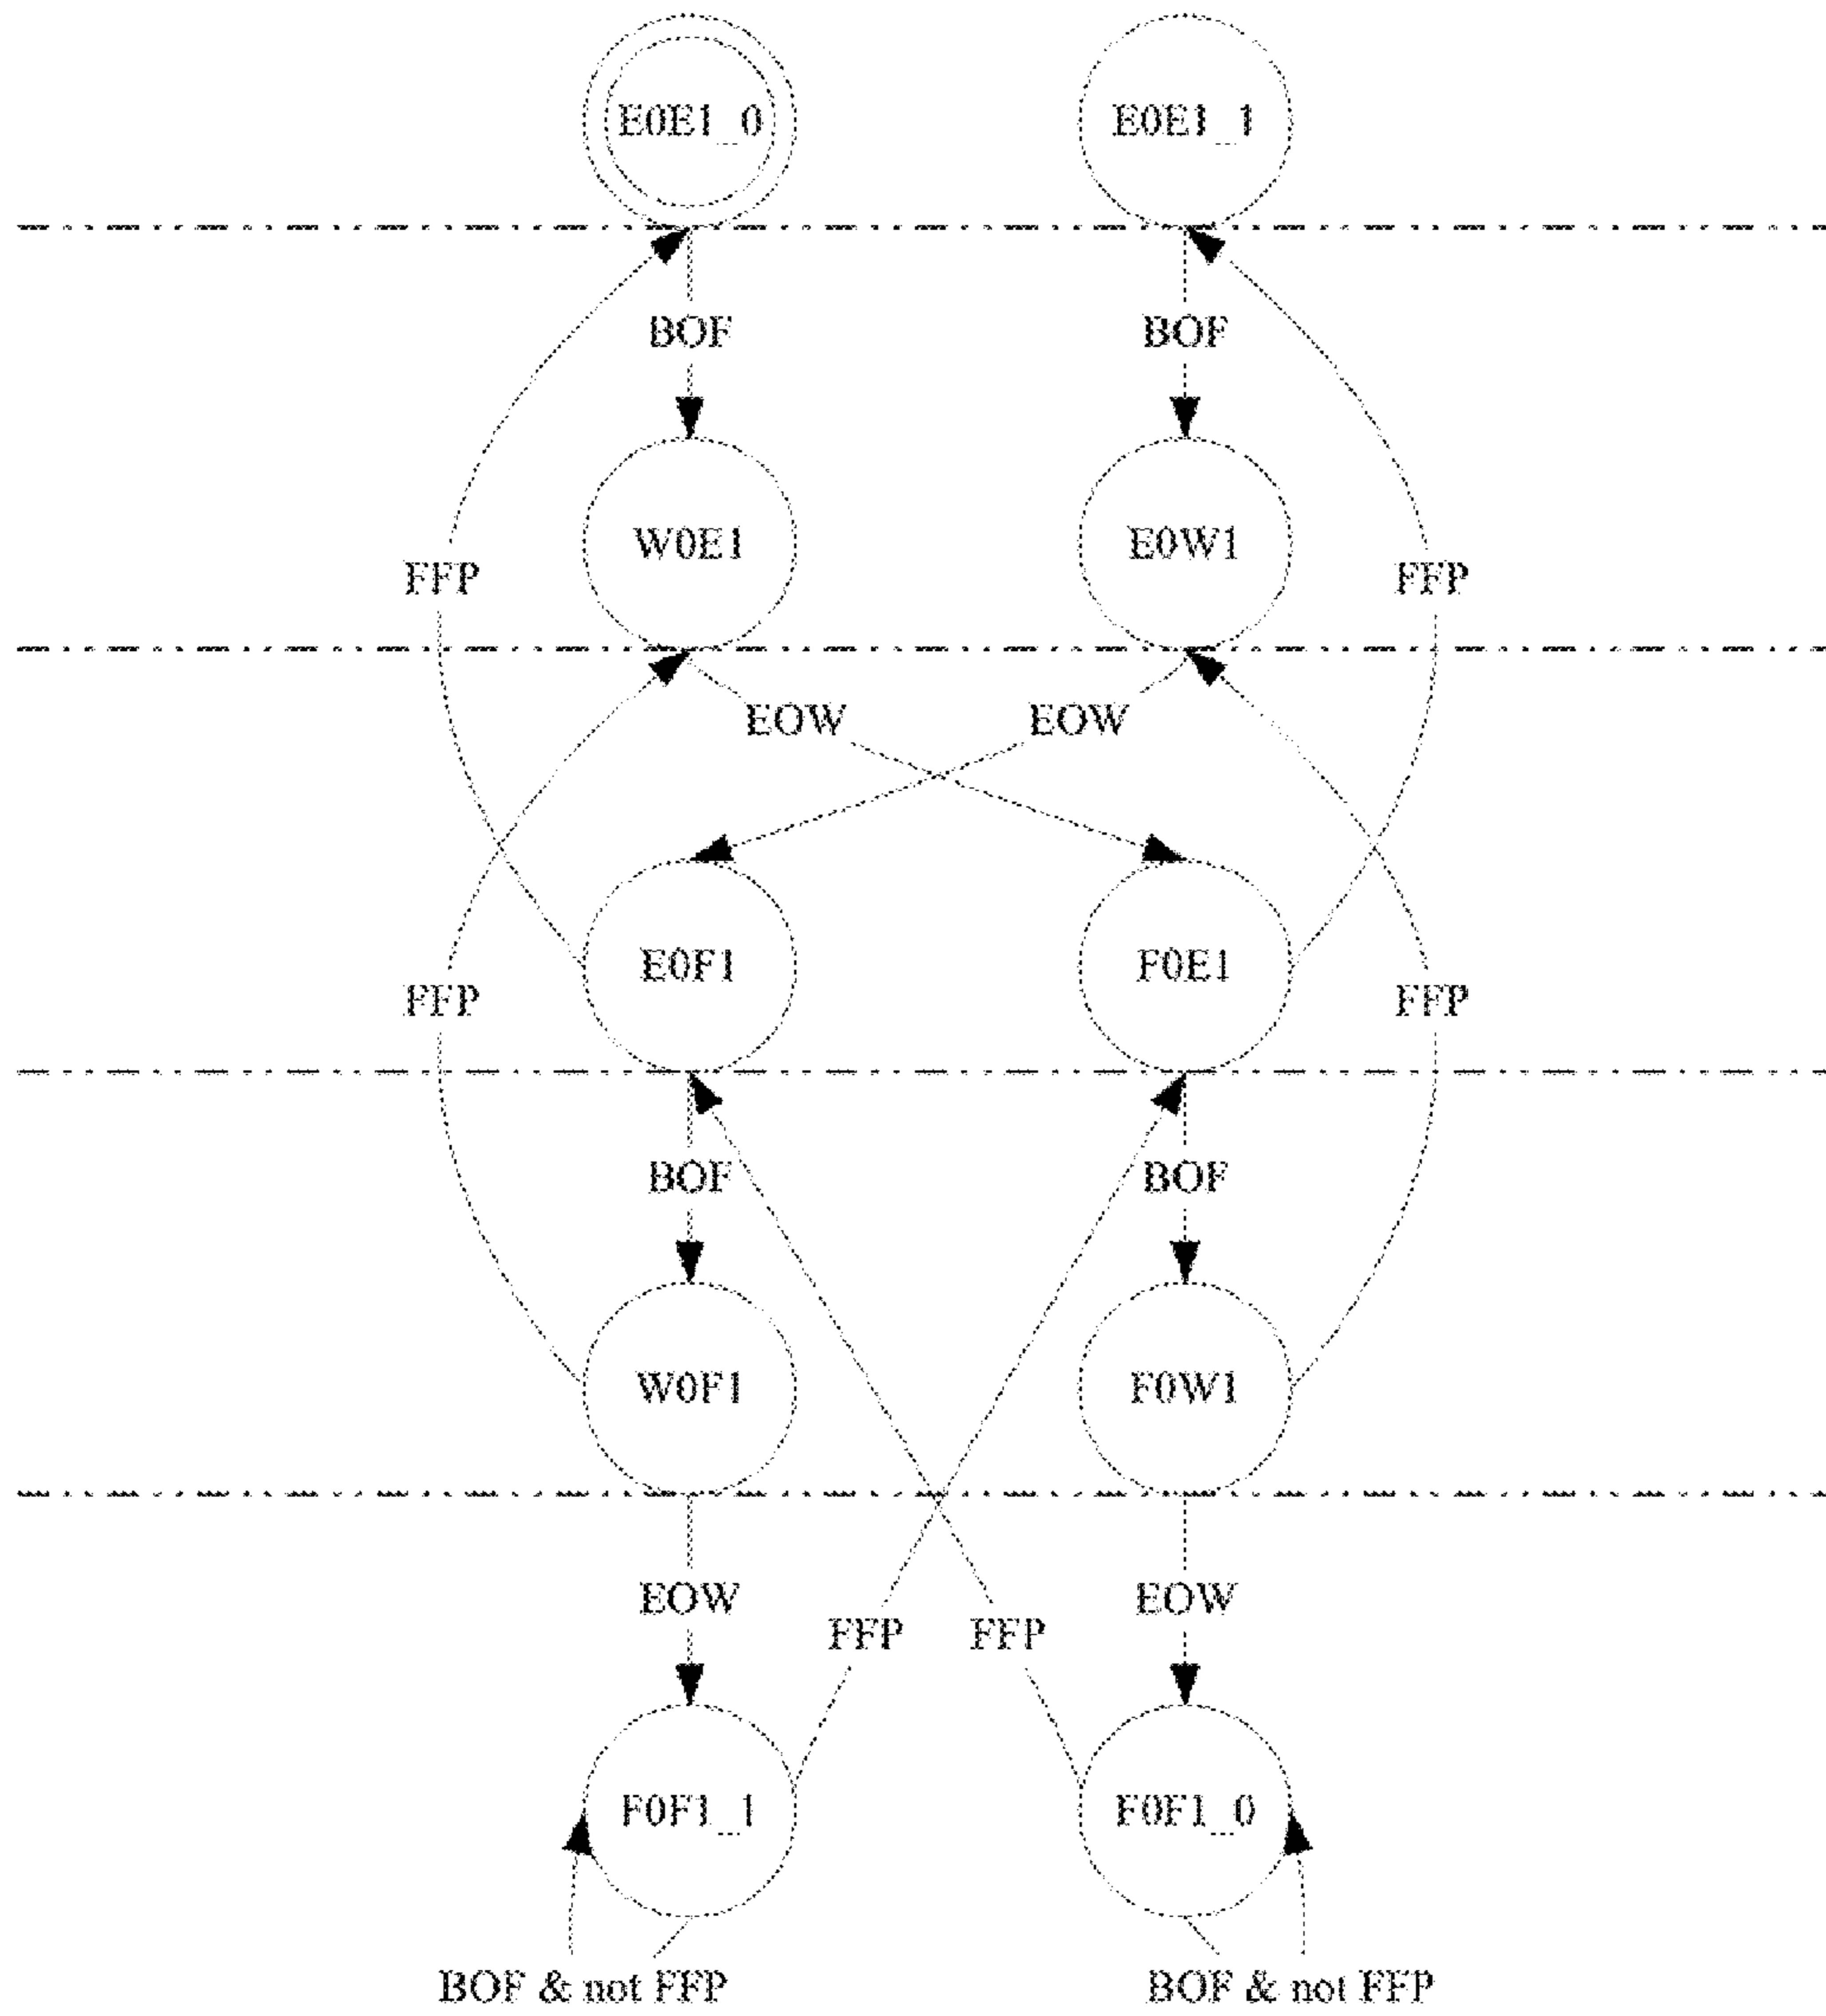 E0E1_0 E0E1_1
BOF BOF
W0E1 E0W1
FFP FFP
EOW EOW
E0F1 F0E1
FFP FFP
BOF BOF
W0F1 F0W1
EOW EOW
FFP FFP
F0F1_1 F0F1_0
BOF & not FFP BOF & not FFP